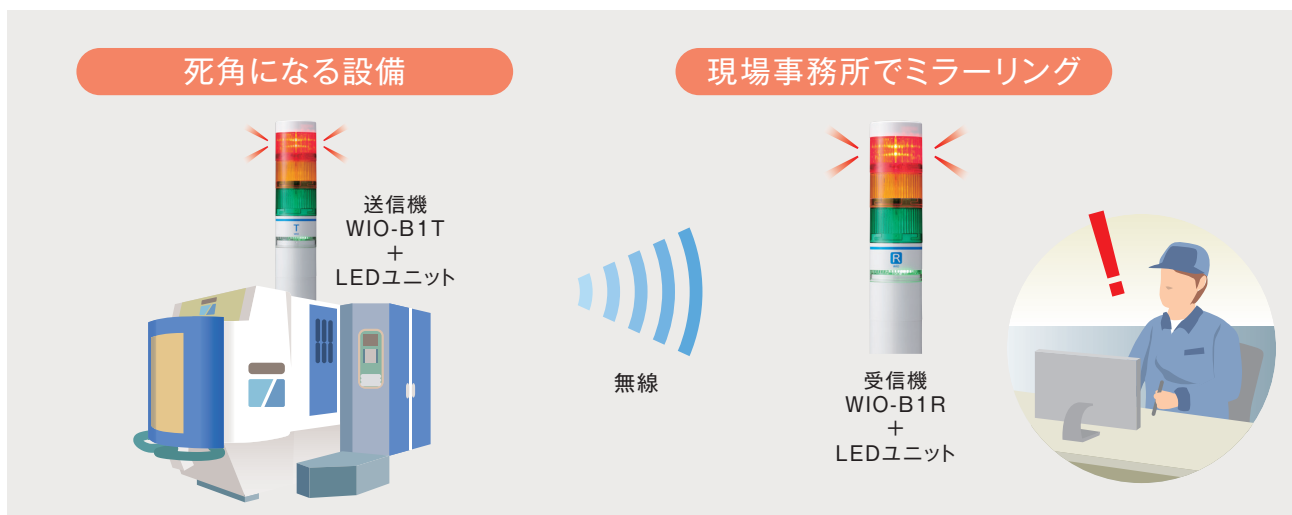 死角になる設備
現場事務所でミラーリング
送信機
WIO-B1T
+
LEDユニット
T
無線
R
受信機
WIO-B1R
+
LEDユニット
!